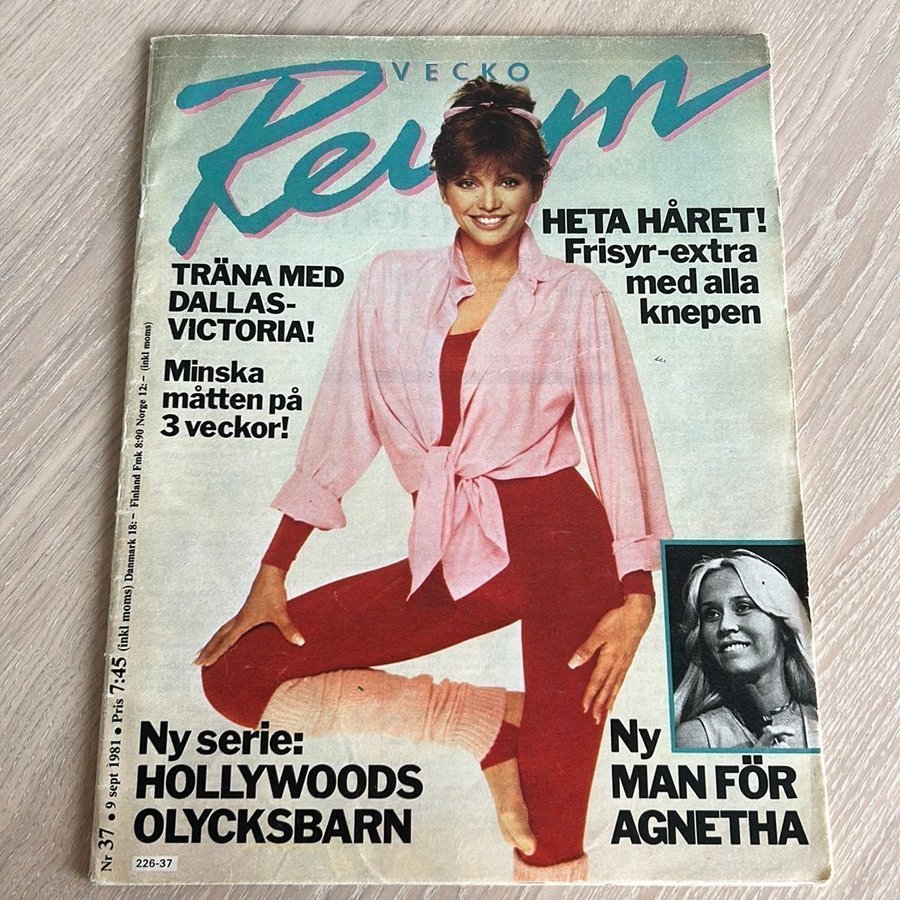 VECKO
Revyn
HETA HÅRET!
Frisyr-extra
med alla
knepen
TRÄNA MED
DALLAS-
VICTORIA!
Minska
måtten på
3 veckor!
Ny serie:
HOLLYWOODS
OLYCKSBARN
Ny
MAN FÖR
AGNETHA
Nr 37 • 9 sept 1981 • Pris 7:45 (inkl moms) Danmark 18:– Finland Fmk 8:90 Norge 12:– (inkl moms)
226-37